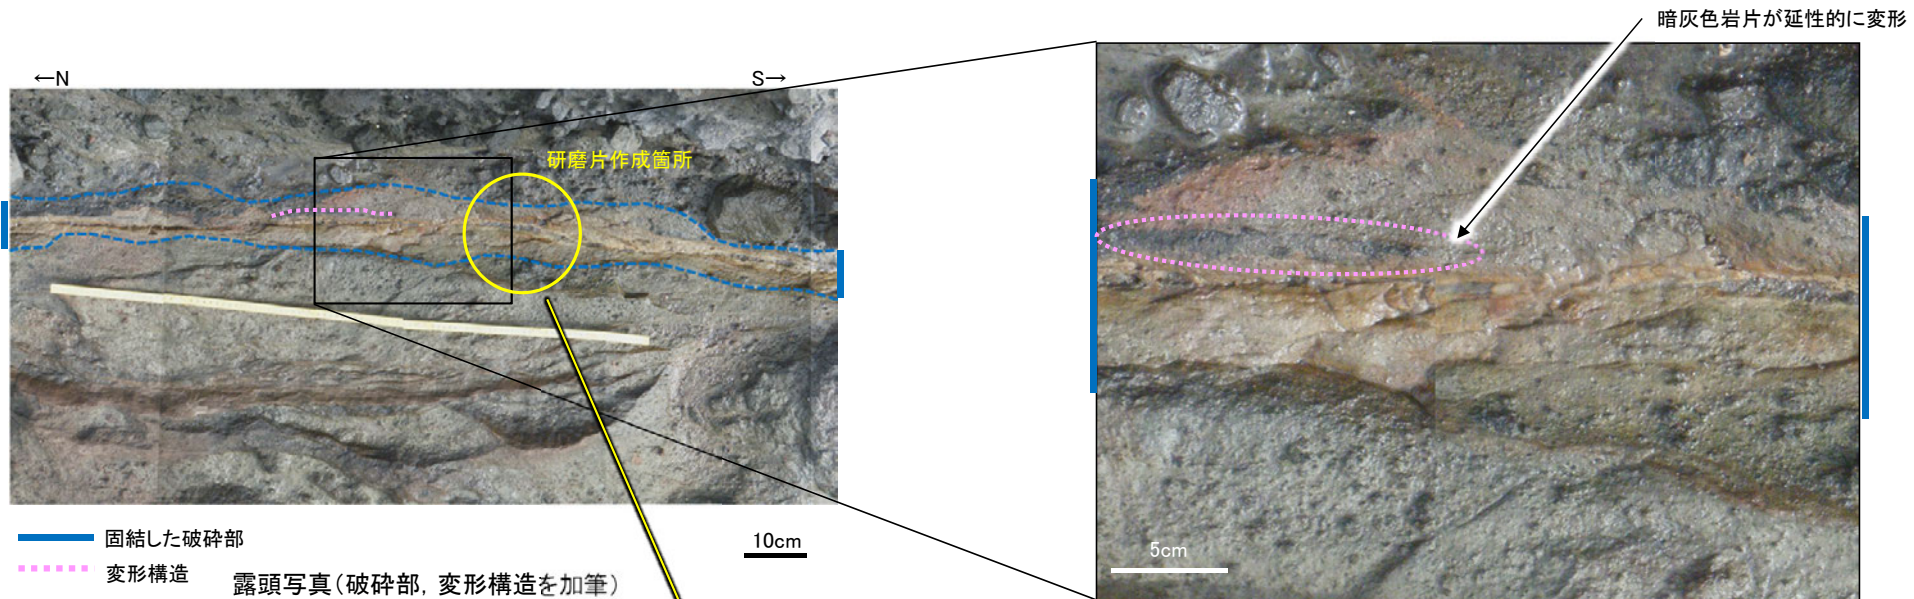 暗灰色岩片が延性的に変形
←N
S→
研磨片作成箇所
固結した破砕部
変形構造
10cm
露頭写真(破砕部, 変形構造を加筆)
5cm